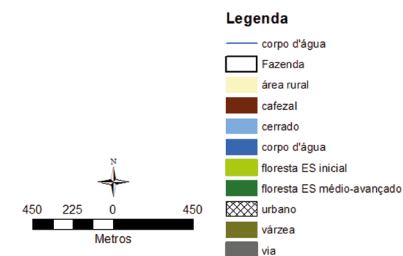 Legenda
corpo d'água
Fazenda
área rural
cafezal
cerrado
corpo d'água
floresta ES inicial
floresta ES médio-avançado
urbano
várzea
via
N
450 225 0 450
Metros